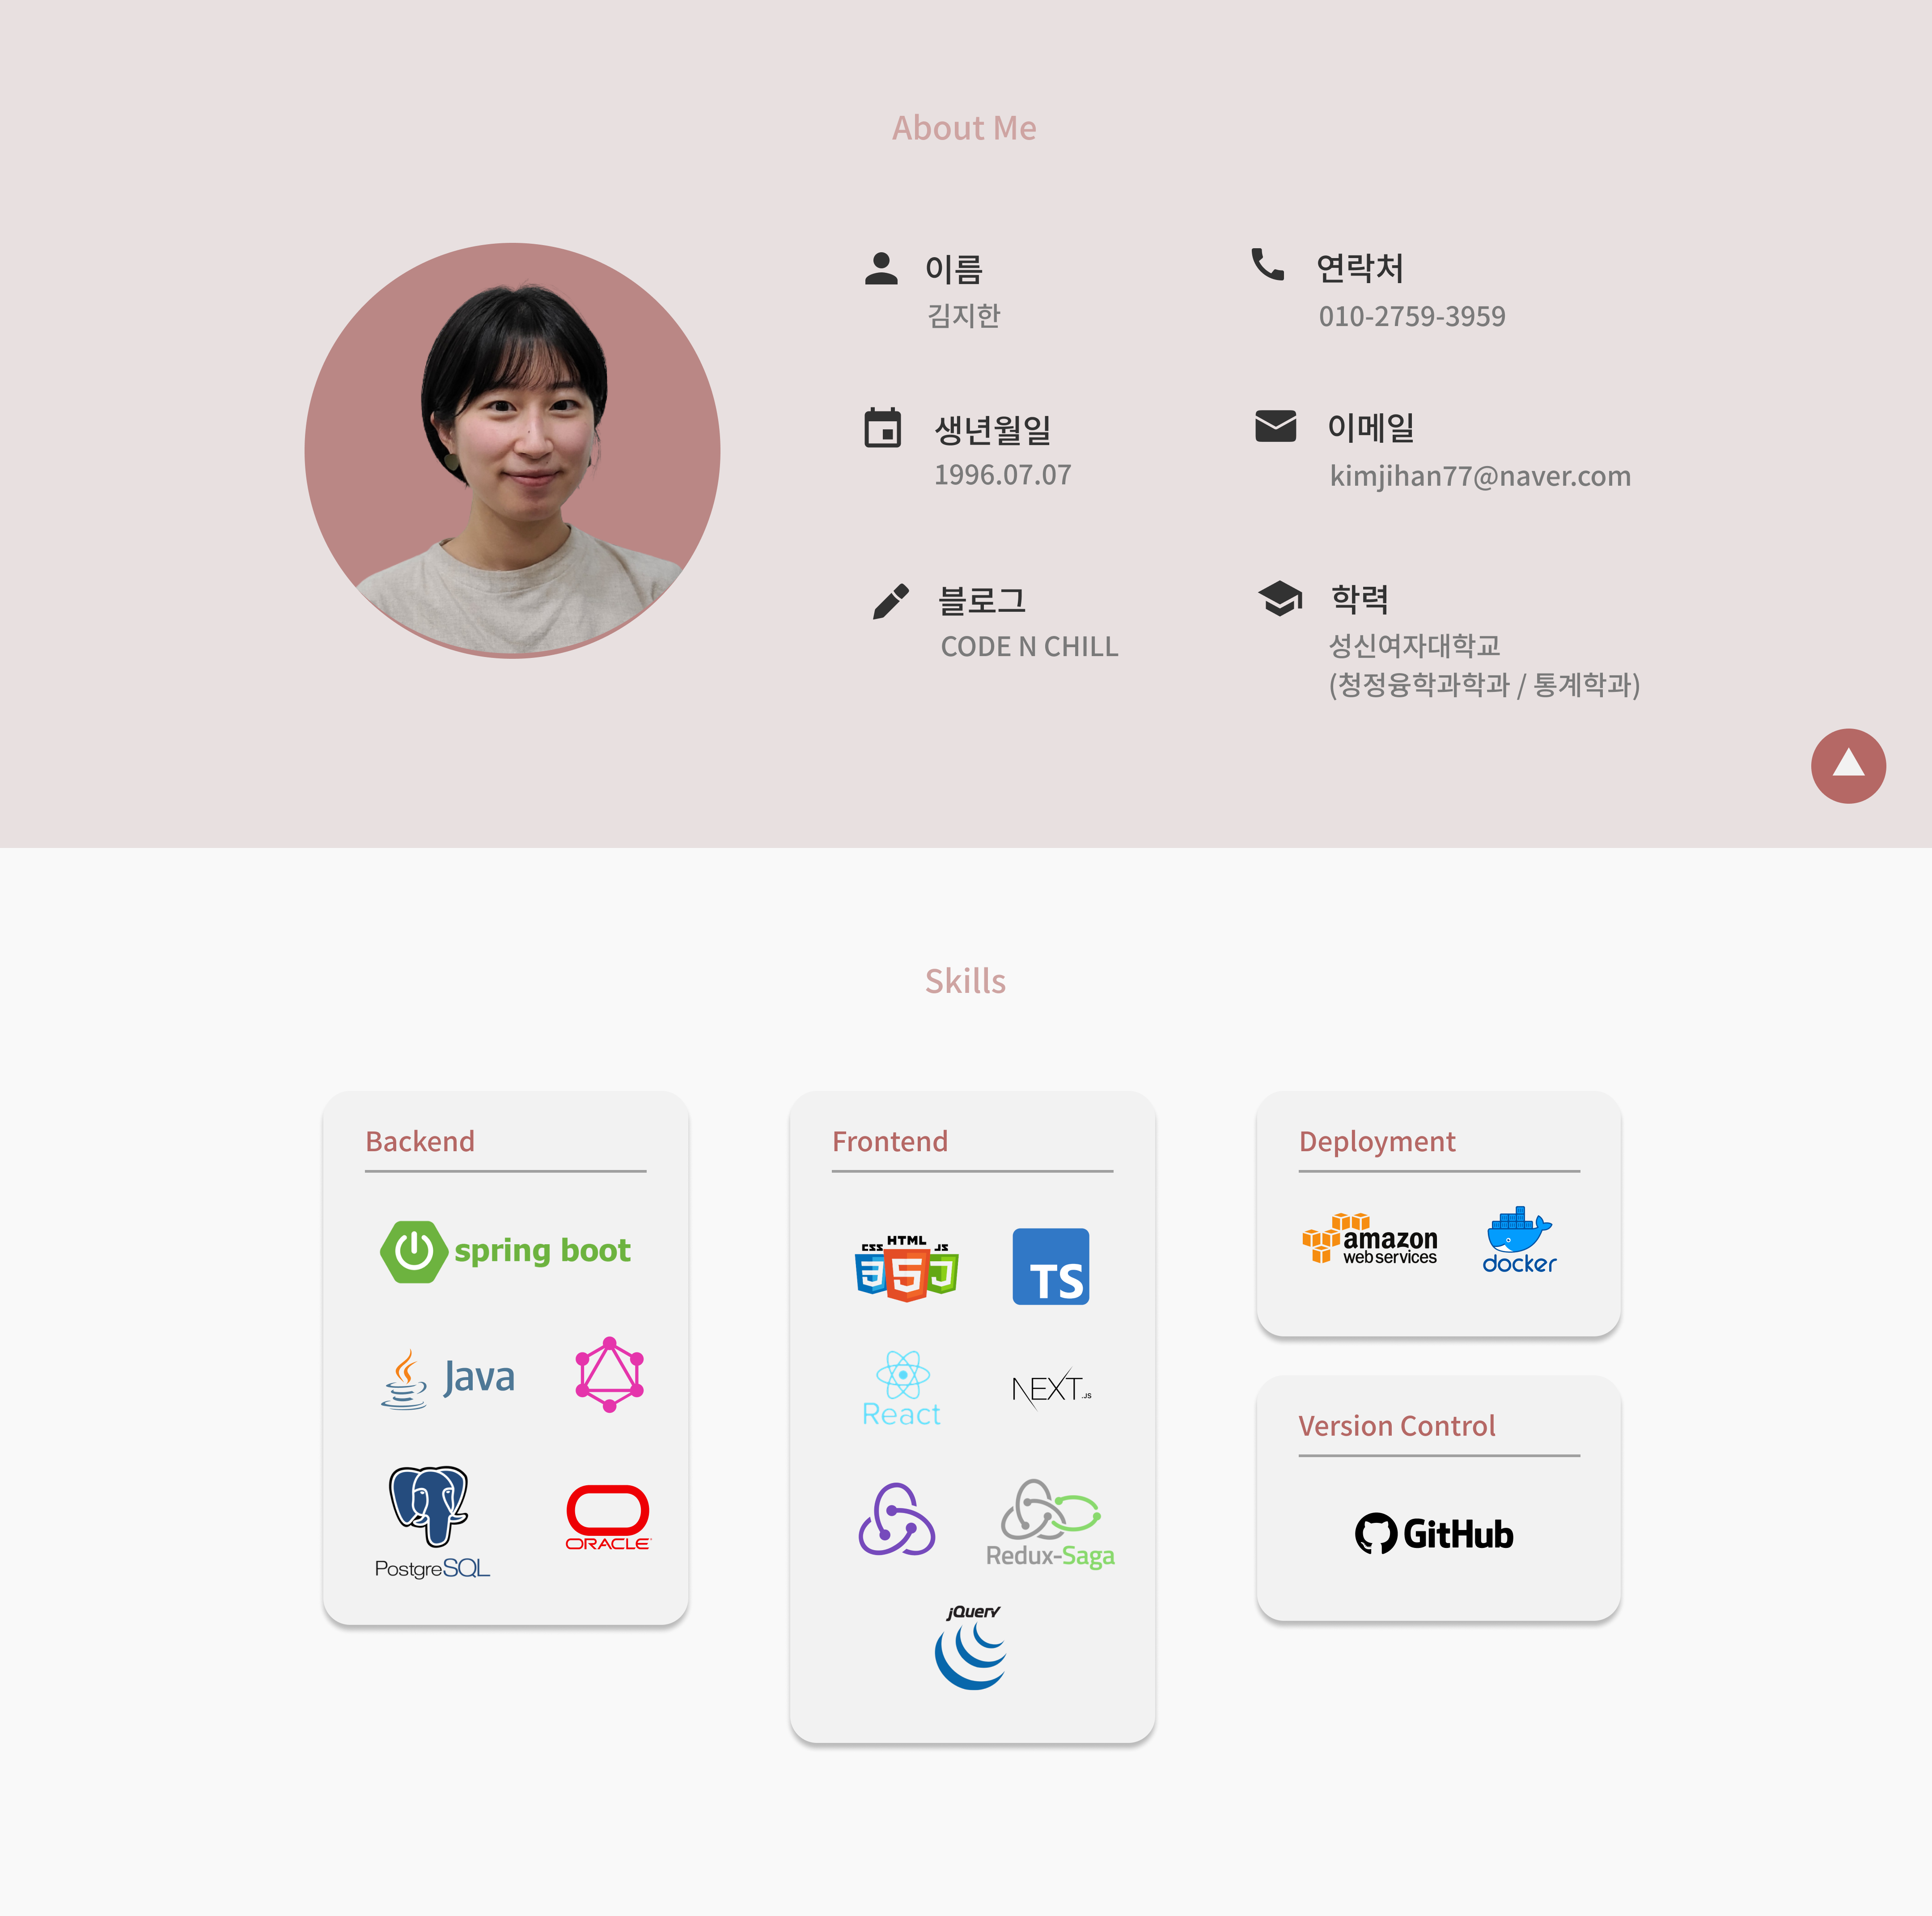 About Me
이름
김지한
연락처
010-2759-3959
생년월일
1996.07.07
이메일
kimjihan77@naver.com
블로그
CODE N CHILL
학력
성신여자대학교
(청정융학과학과 / 통계학과)
Skills
Backend
spring boot
Java
PostgreSQL
ORACLE
Frontend
CSS HTML JS
3 5 J
TS
React
NEXT.JS
Redux-Saga
jQuery
Deployment
amazon
web services
docker
Version Control
GitHub